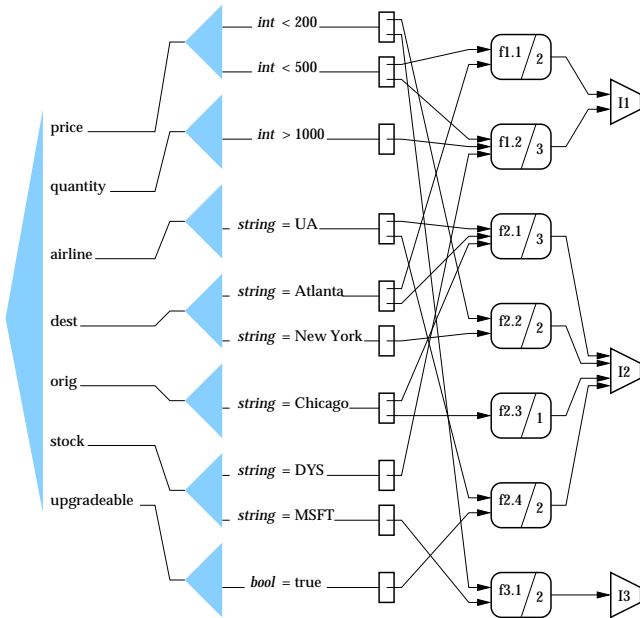 price
quantity
airline
dest
orig
stock
upgradeable
int < 200
int < 500
int > 1000
string = UA
string = Atlanta
string = New York
string = Chicago
string = DYS
string = MSFT
bool = true
f1.1 / 2
f1.2 / 3
f2.1 / 3
f2.2 / 2
f2.3 / 1
f2.4 / 2
f3.1 / 2
I1
I2
I3